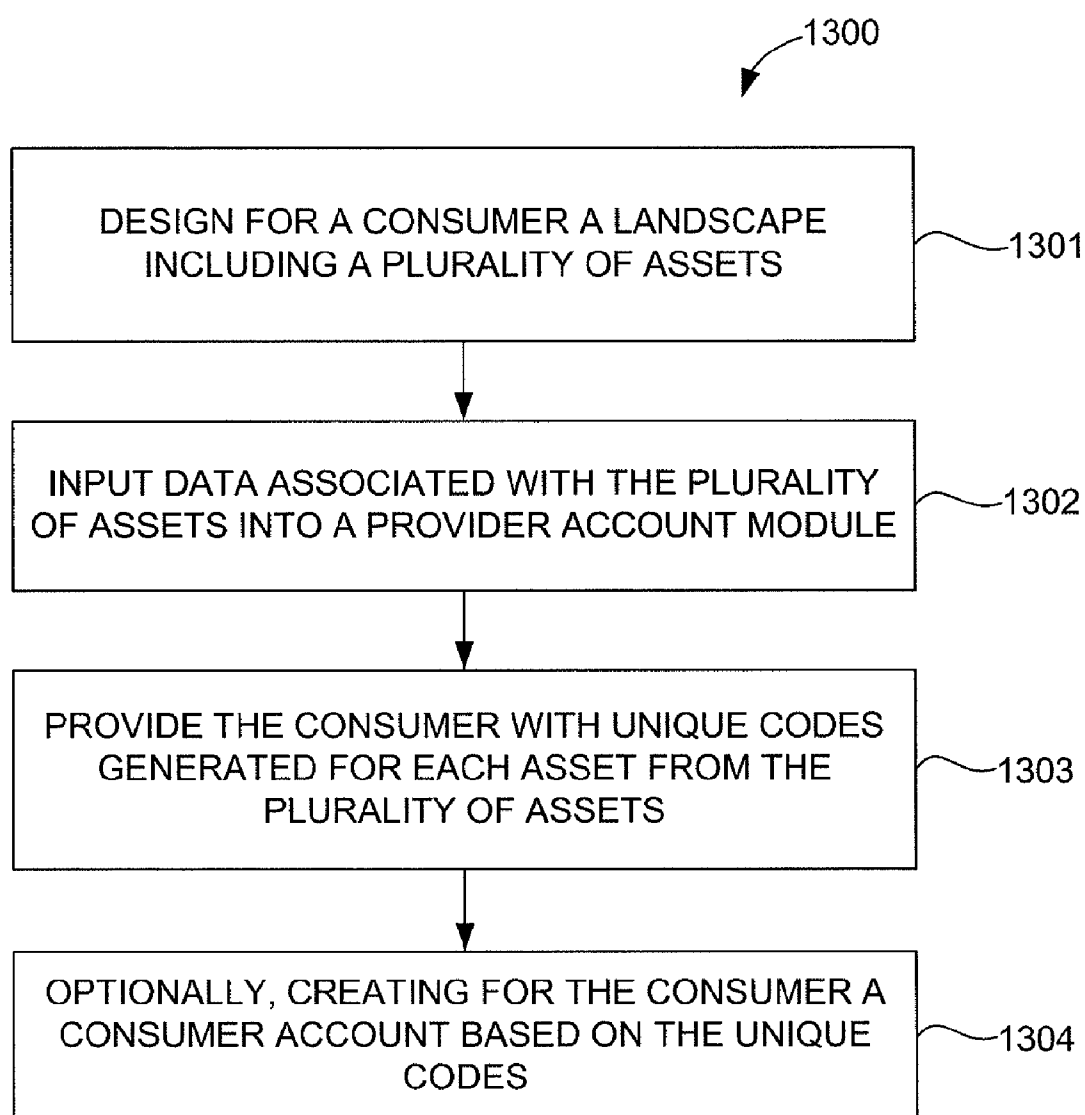 1300
DESIGN FOR A CONSUMER A LANDSCAPE
INCLUDING A PLURALITY OF ASSETS
1301
INPUT DATA ASSOCIATED WITH THE PLURALITY
OF ASSETS INTO A PROVIDER ACCOUNT MODULE
1302
PROVIDE THE CONSUMER WITH UNIQUE CODES
GENERATED FOR EACH ASSET FROM THE
PLURALITY OF ASSETS
1303
OPTIONALLY, CREATING FOR THE CONSUMER A
CONSUMER ACCOUNT BASED ON THE UNIQUE
CODES
1304